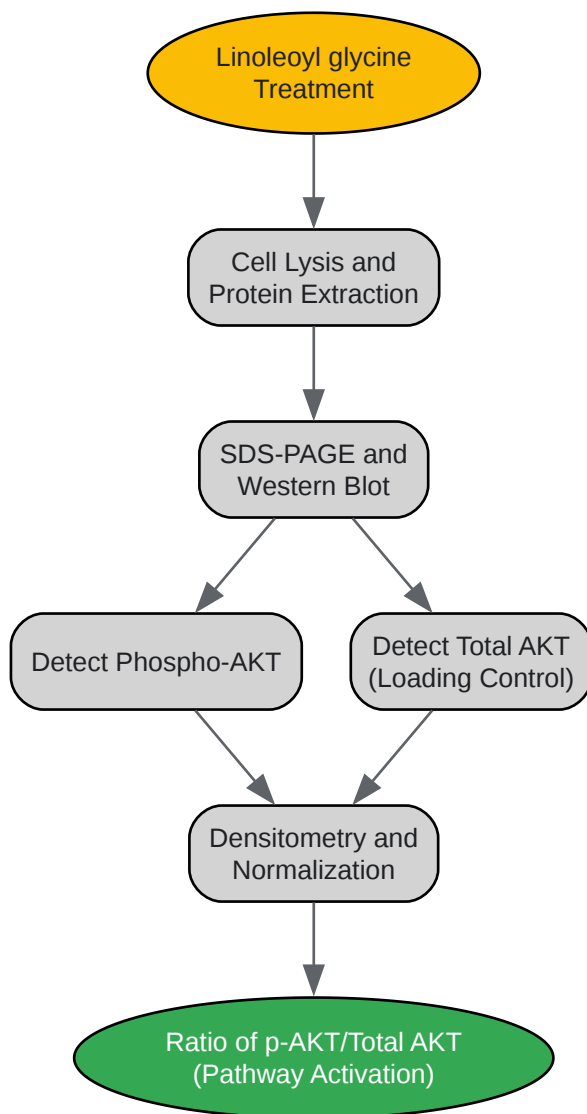 Linoleoyl glycine
Treatment
Cell Lysis and
Protein Extraction
SDS-PAGE and
Western Blot
Detect Phospho-AKT
Detect Total AKT
(Loading Control)
Densitometry and
Normalization
Ratio of p-AKT/Total AKT
(Pathway Activation)